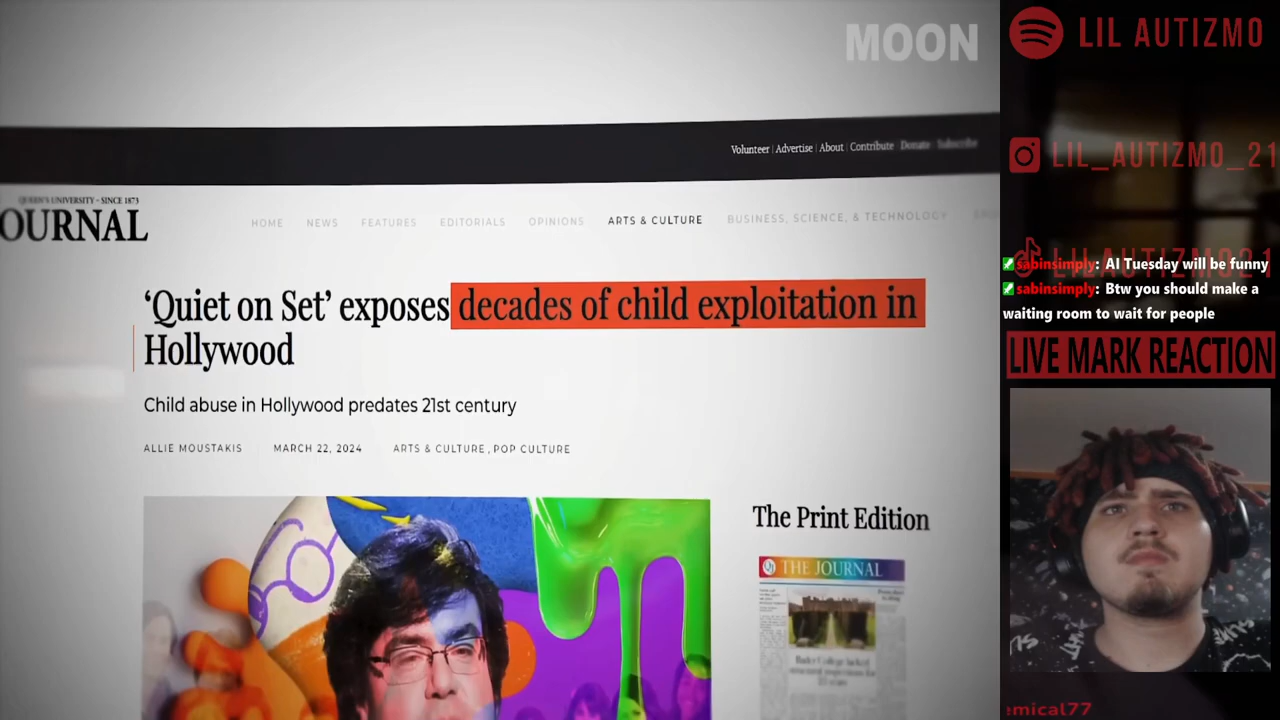 MOON
Volunteer | Advertise | About | Contribute Donate Subscribe
QUEEN'S UNIVERSITY - SINCE 1873
OURNAL
HOME NEWS FEATURES EDITORIALS OPINIONS ARTS & CULTURE BUSINESS, SCIENCE, & TECHNOLOGY
‘Quiet on Set’ exposes decades of child exploitation in
Hollywood
Child abuse in Hollywood predates 21st century
ALLIE MOUSTAKIS MARCH 22, 2024 ARTS & CULTURE, POP CULTURE
The Print Edition
THE JOURNAL
LIL AUTIZMO
LIL_AUTIZMO_21
LILAUTIZMO21
sabinsimply: AI Tuesday will be funny
sabinsimply: Btw you should make a
waiting room to wait for people
LIVE MARK REACTION
emical77